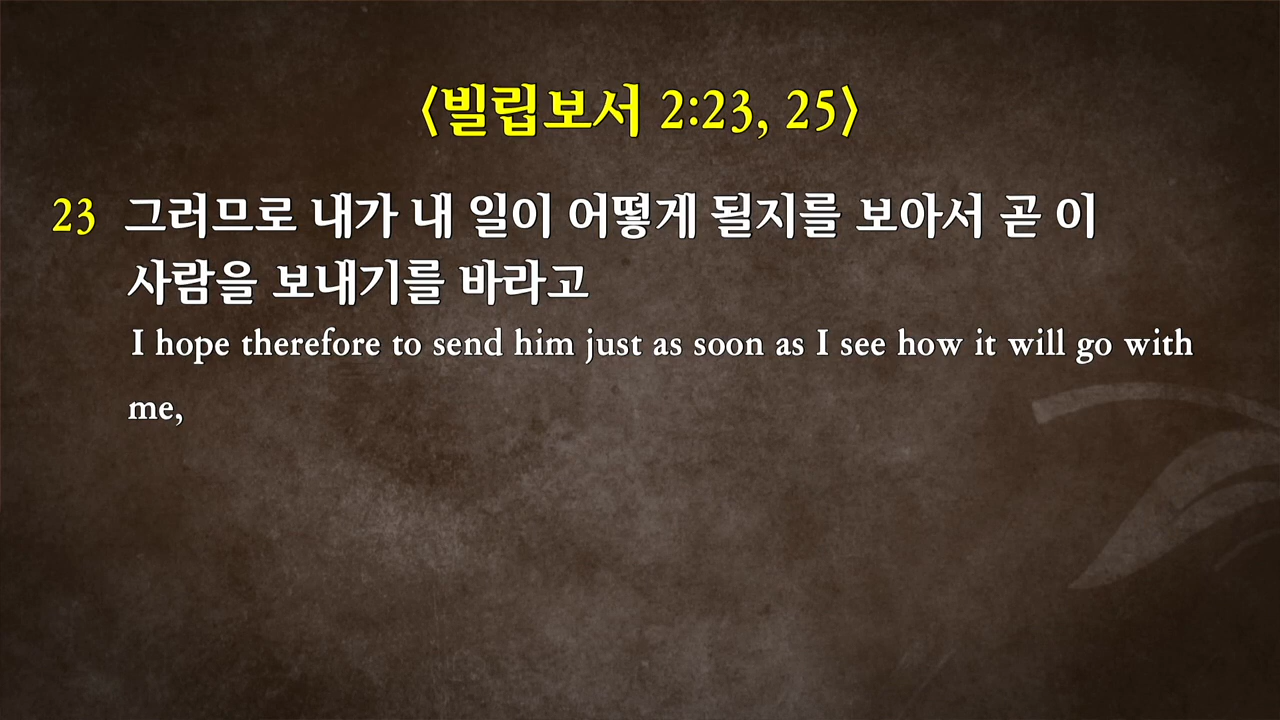 <빌립보서 2:23, 25>
23 그러므로 내가 내 일이 어떻게 될지를 보아서 곧 이
사람을 보내기를 바라고
I hope therefore to send him just as soon as I see how it will go with
me,